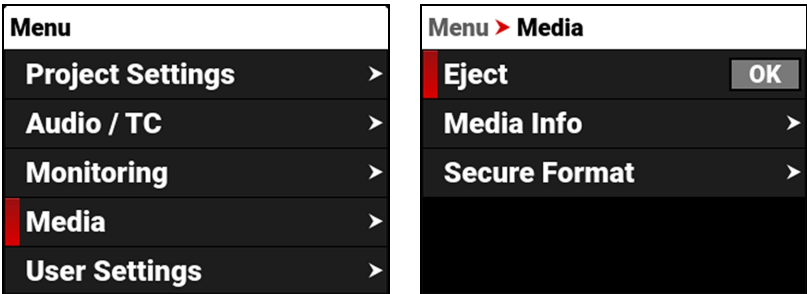 Menu
Project Settings
Audio / TC
Monitoring
Media
User Settings
Menu ➤ Media
Eject OK
Media Info
Secure Format